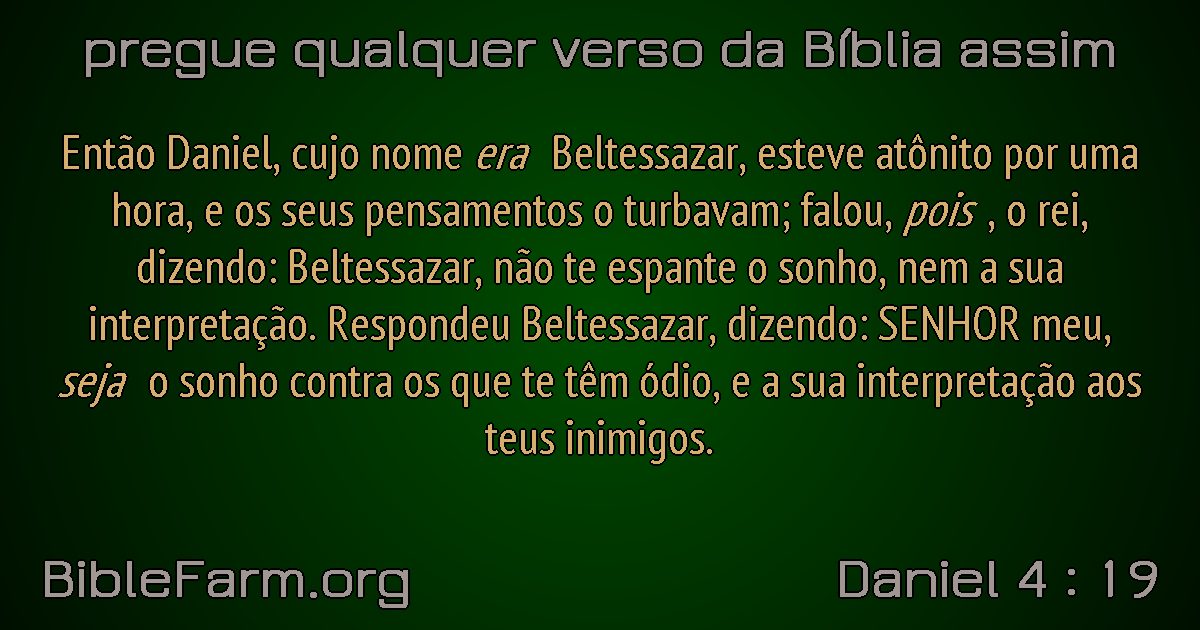 pregue qualquer verso da Bíblia assim
Então Daniel, cujo nome era Beltessazar, esteve atônito por uma
hora, e os seus pensamentos o turbavam; falou, pois , o rei,
dizendo: Beltessazar, não te espante o sonho, nem a sua
interpretação. Respondeu Beltessazar, dizendo: SENHOR meu,
seja o sonho contra os que te têm ódio, e a sua interpretação aos
teus inimigos.
BibleFarm.org
Daniel 4 : 19